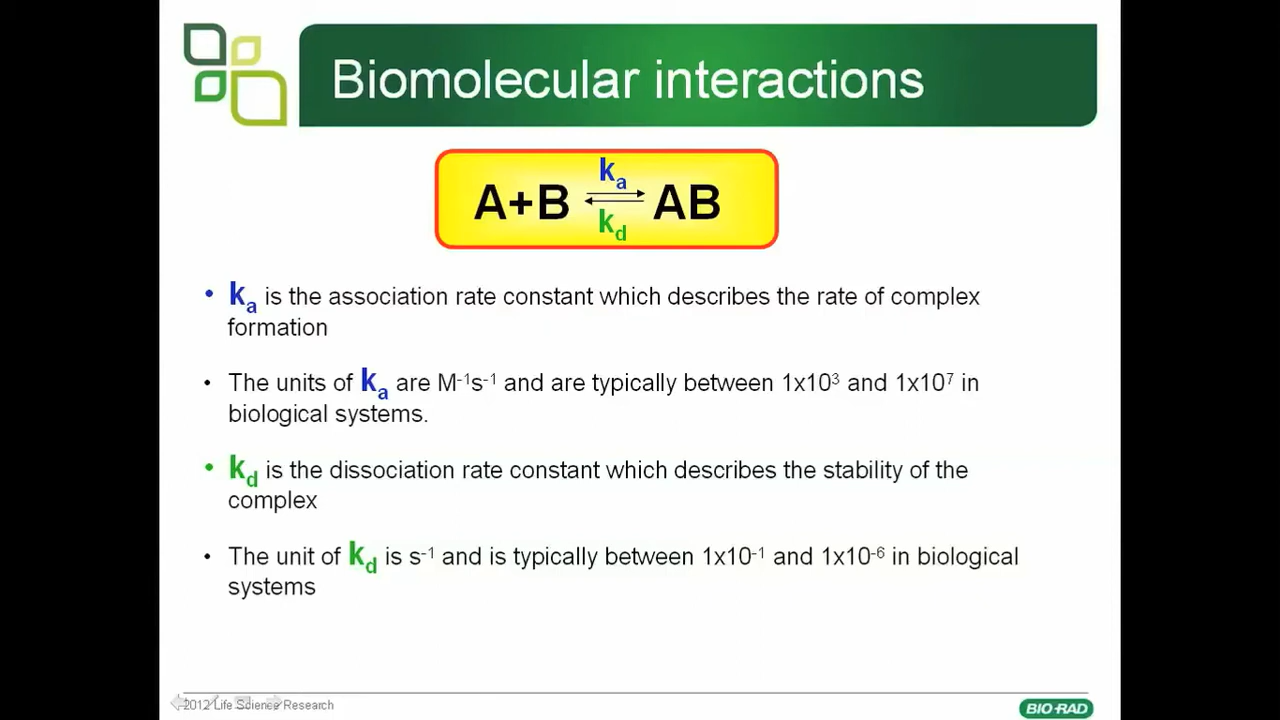 Biomolecular interactions
kₐ
A+B ⇌ AB
k_d
• kₐ is the association rate constant which describes the rate of complex
formation
• The units of kₐ are M⁻¹s⁻¹ and are typically between 1x10³ and 1x10⁷ in
biological systems.
• k_d is the dissociation rate constant which describes the stability of the
complex
• The unit of k_d is s⁻¹ and is typically between 1x10⁻¹ and 1x10⁻⁶ in biological
systems
2012 Life Science Research
BIO-RAD